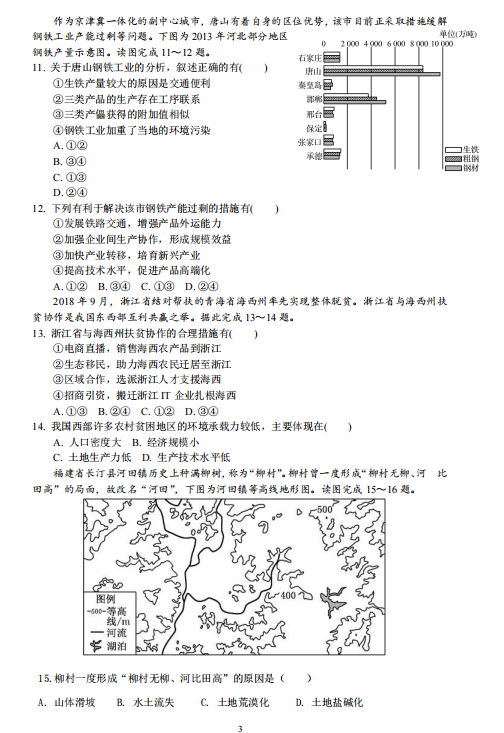 作为京津冀一体化的副中心城市，唐山有着自身的区位优势，该市目前正采取措施缓解
钢铁工业产能过剩等问题。下图为 2013 年河北部分地区
钢铁产量示意图。读图完成 11～12 题。
单位(万吨)
0 2 000 4 000 6 000 8 000 10 000
石家庄
唐山
秦皇岛
邯郸
邢台
保定
张家口
承德
生铁
粗钢
钢材
11. 关于唐山钢铁工业的分析，叙述正确的有( )
①生铁产量较大的原因是交通便利
②三类产品的生产存在工序联系
③三类产品获得的附加值相似
④钢铁工业加重了当地的环境污染
A. ①②
B. ③④
C. ①③
D. ②④
12. 下列有利于解决该市钢铁产能过剩的措施有( )
①发展铁路交通，增强产品外运能力
②加强企业间生产协作，形成规模效益
③加快产业转移，培育新兴产业
④提高技术水平，促进产品高端化
A. ①② B. ③④ C. ①③ D. ②④
2018 年 9 月，浙江省结对帮扶的青海省海西州率先实现整体脱贫。浙江省与海西州扶
贫协作是我国东西部互利共赢之举。据此完成 13～14 题。
13. 浙江省与海西州扶贫协作的合理措施有( )
①电商直播，销售海西农产品到浙江
②生态移民，助力海西农民迁居至浙江
③区域合作，选派浙江人才支援海西
④招商引资，搬迁浙江 IT 企业扎根海西
A. ①③ B. ②④ C. ①② D. ③④
14. 我国西部许多农村贫困地区的环境承载力较低，主要体现在( )
A. 人口密度大 B. 经济规模小
C. 土地生产力低 D. 生产技术水平低
福建省长汀县河田镇历史上种满柳树，称为“柳村”。柳村曾一度形成“柳村无柳、河 比
田高”的局面，故改名“河田”，下图为河田镇等高线地形图。读图完成 15～16 题。
500
400
图例
-500- 等高
线/m
河流
湖泊
15.柳村一度形成“柳村无柳、河比田高”的原因是（ ）
A. 山体滑坡 B. 水土流失 C. 土地荒漠化 D. 土地盐碱化
3